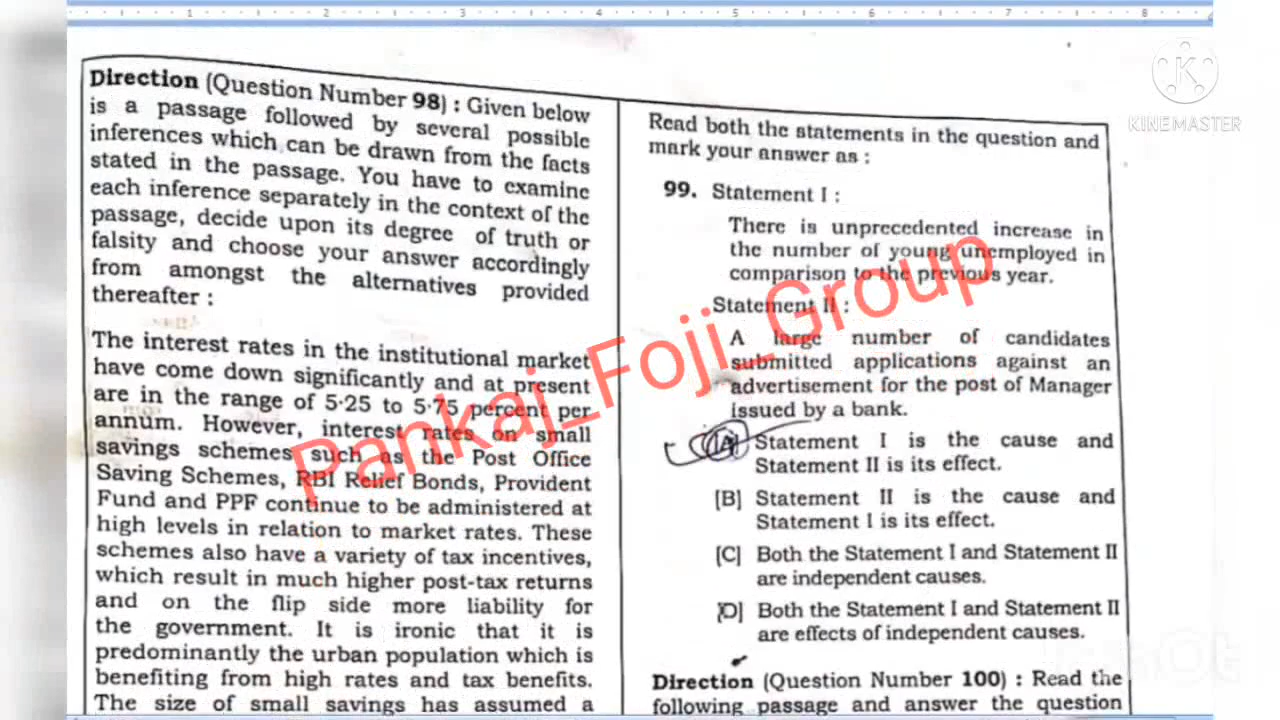 1 2 3 4 5 6 7 8
KINEMASTER
Direction (Question Number 98) : Given below
is a passage followed by several possible
inferences which can be drawn from the facts
stated in the passage. You have to examine
each inference separately in the context of the
passage, decide upon its degree of truth or
falsity and choose your answer accordingly
from amongst the alternatives provided
thereafter :
The interest rates in the institutional market
have come down significantly and at present
are in the range of 5·25 to 5·75 percent per
annum. However, interest rates on small
savings schemes such as the Post Office
Saving Schemes, RBI Relief Bonds, Provident
Fund and PPF continue to be administered at
high levels in relation to market rates. These
schemes also have a variety of tax incentives,
which result in much higher post-tax returns
and on the flip side more liability for
the government. It is ironic that it is
predominantly the urban population which is
benefiting from high rates and tax benefits.
The size of small savings has assumed a
Read both the statements in the question and
mark your answer as :
99. Statement I :
There is unprecedented increase in
the number of young unemployed in
comparison to the previous year.
Statement II :
A large number of candidates
submitted applications against an
advertisement for the post of Manager
issued by a bank.
[A] Statement I is the cause and
Statement II is its effect.
[B] Statement II is the cause and
Statement I is its effect.
[C] Both the Statement I and Statement II
are independent causes.
[D] Both the Statement I and Statement II
are effects of independent causes.
Direction (Question Number 100) : Read the
following passage and answer the question
Pankaj_Foji_Group